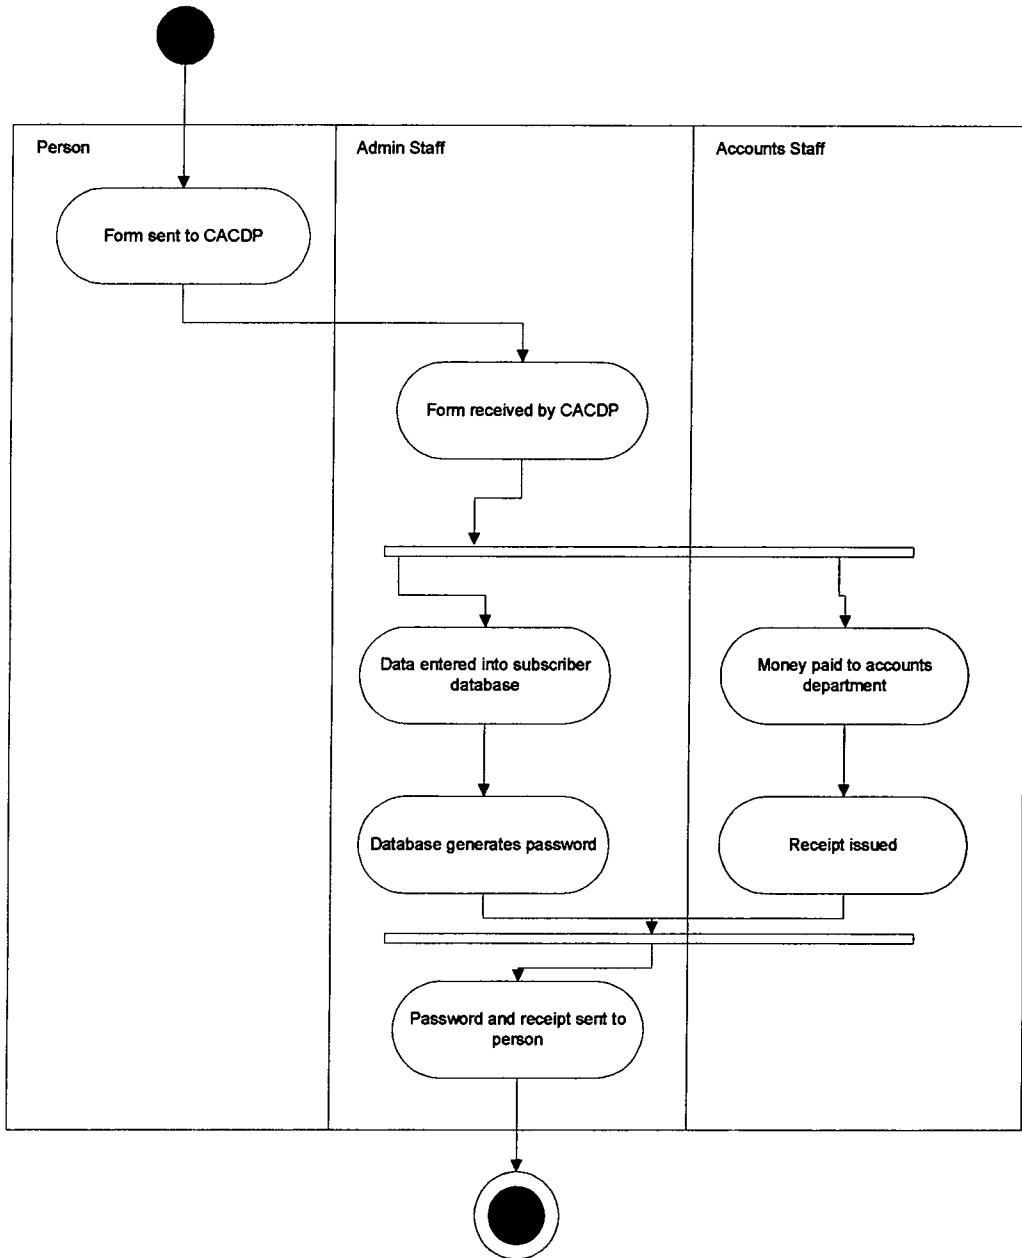 Person
Admin Staff
Accounts Staff
Form sent to CACDP
Form received by CACDP
Data entered into subscriber
database
Money paid to accounts
department
Database generates password
Receipt issued
Password and receipt sent to
person